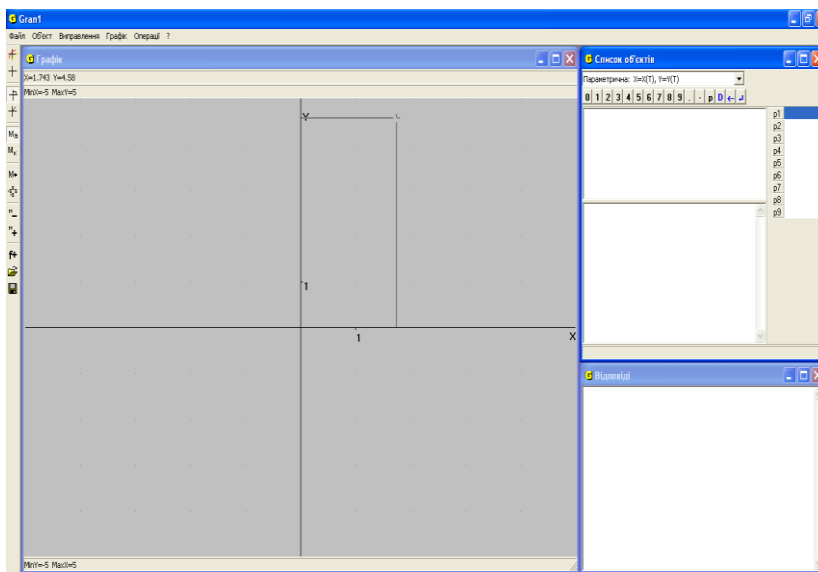 Gran1
Файл Об'єкт Виправлення Графік Операції ?
Графік
X=1.743 Y=4.58
MinX=-5 MaxY=5
Y
1
1
X
MinY=-5 MaxX=5
Список об'єктів
Параметрична: X=X(T), Y=Y(T)
0 1 2 3 4 5 6 7 8 9 . - p D
p1
p2
p3
p4
p5
p6
p7
p8
p9
Відповіді